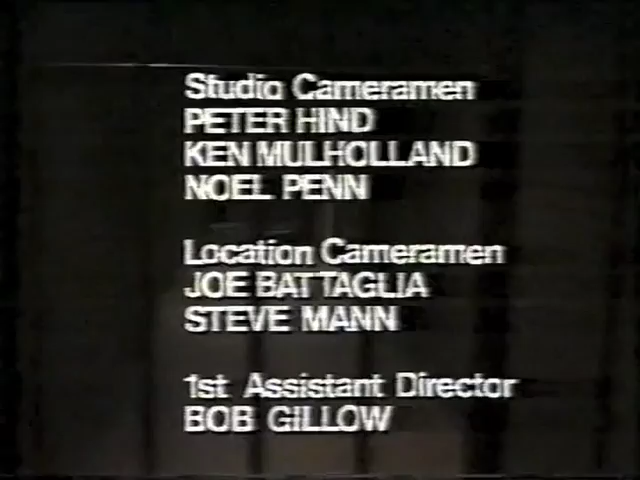 Studio Cameramen
PETER HIND
KEN MULHOLLAND
NOEL PENN
Location Cameramen
JOE BATTAGLIA
STEVE MANN
1st Assistant Director
BOB GILLOW